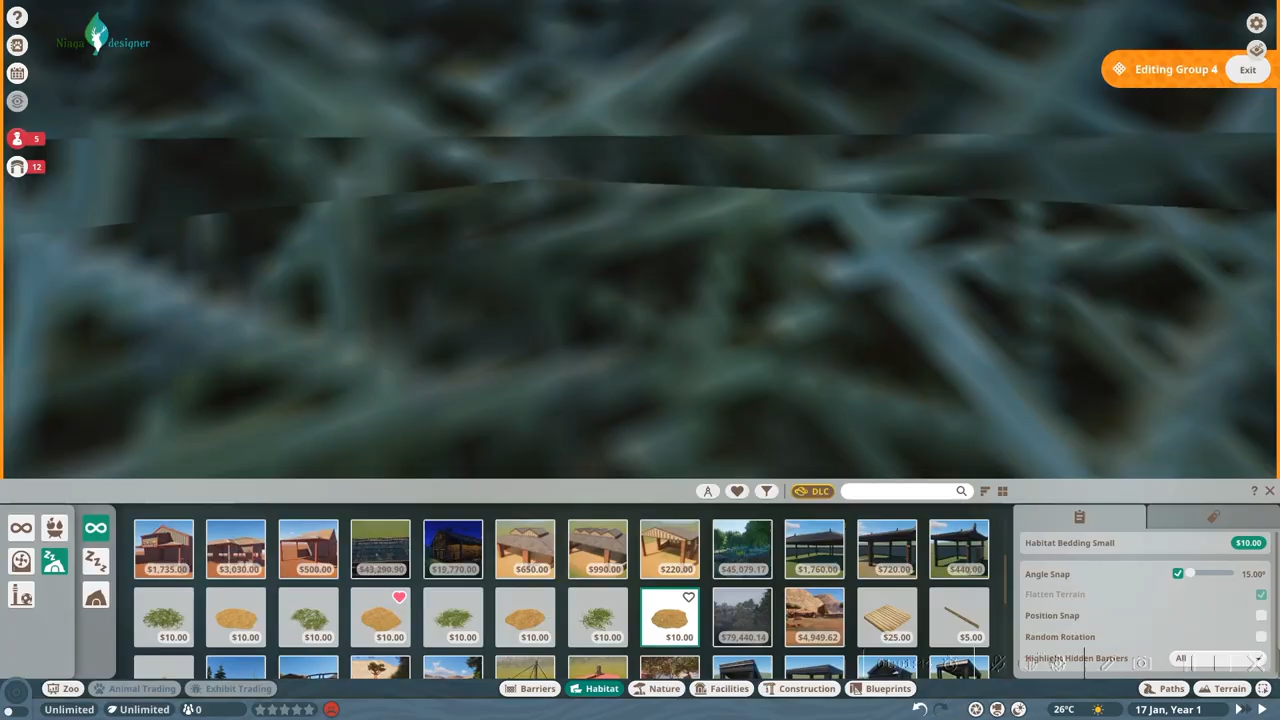 Niaga designer
Editing Group 4
Exit
5
12
DLC
$1,735.00
$3,030.00
$500.00
$43,290.90
$19,770.00
$650.00
$990.00
$220.00
$45,079.17
$1,760.00
$720.00
$440.00
$10.00
$10.00
$10.00
$10.00
$10.00
$10.00
$10.00
$10.00
$79,440.14
$4,949.62
$25.00
$5.00
Habitat Bedding Small
$10.00
Angle Snap
15.00°
Flatten Terrain
Position Snap
Random Rotation
Highlight Hidden Barriers
All
Zoo
Animal Trading
Exhibit Trading
Barriers
Habitat
Nature
Facilities
Construction
Blueprints
Paths
Terrain
Unlimited
Unlimited
0
26°C
17 Jan, Year 1